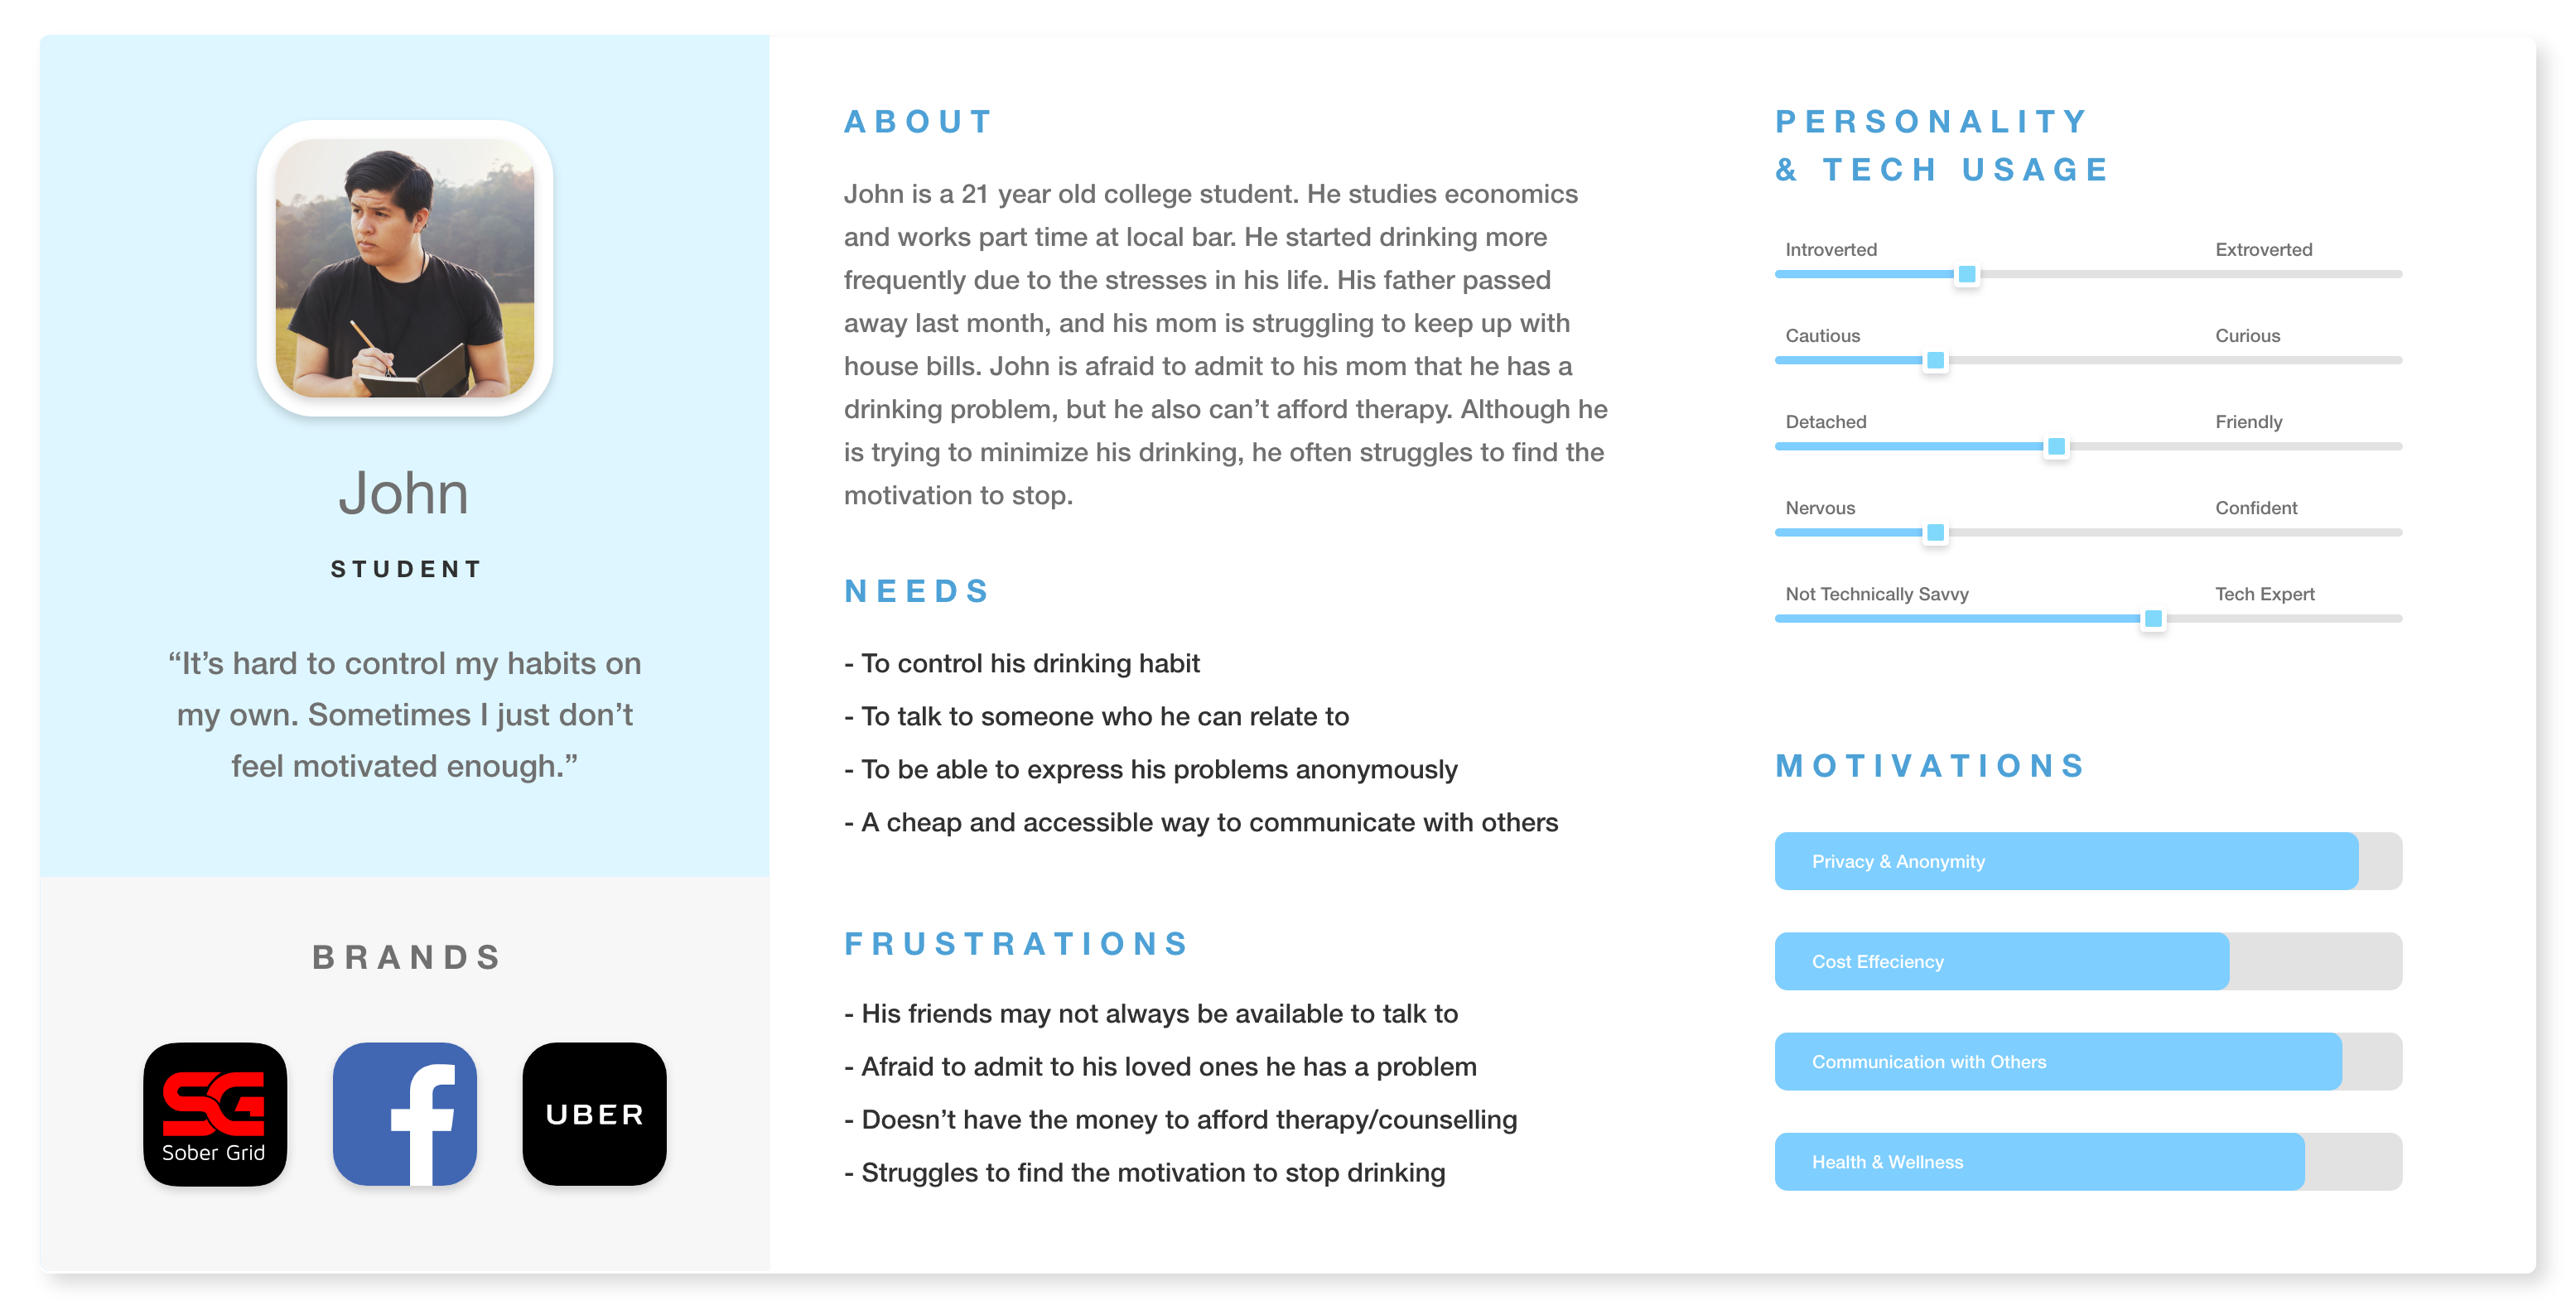 John
STUDENT
“It’s hard to control my habits on
my own. Sometimes I just don’t
feel motivated enough.”
BRANDS
SG
Sober Grid
f
UBER
ABOUT
John is a 21 year old college student. He studies economics
and works part time at local bar. He started drinking more
frequently due to the stresses in his life. His father passed
away last month, and his mom is struggling to keep up with
house bills. John is afraid to admit to his mom that he has a
drinking problem, but he also can’t afford therapy. Although he
is trying to minimize his drinking, he often struggles to find the
motivation to stop.
NEEDS
- To control his drinking habit
- To talk to someone who he can relate to
- To be able to express his problems anonymously
- A cheap and accessible way to communicate with others
FRUSTRATIONS
- His friends may not always be available to talk to
- Afraid to admit to his loved ones he has a problem
- Doesn’t have the money to afford therapy/counselling
- Struggles to find the motivation to stop drinking
PERSONALITY
& TECH USAGE
Introverted Extroverted
Cautious Curious
Detached Friendly
Nervous Confident
Not Technically Savvy Tech Expert
MOTIVATIONS
Privacy & Anonymity
Cost Effeciency
Communication with Others
Health & Wellness